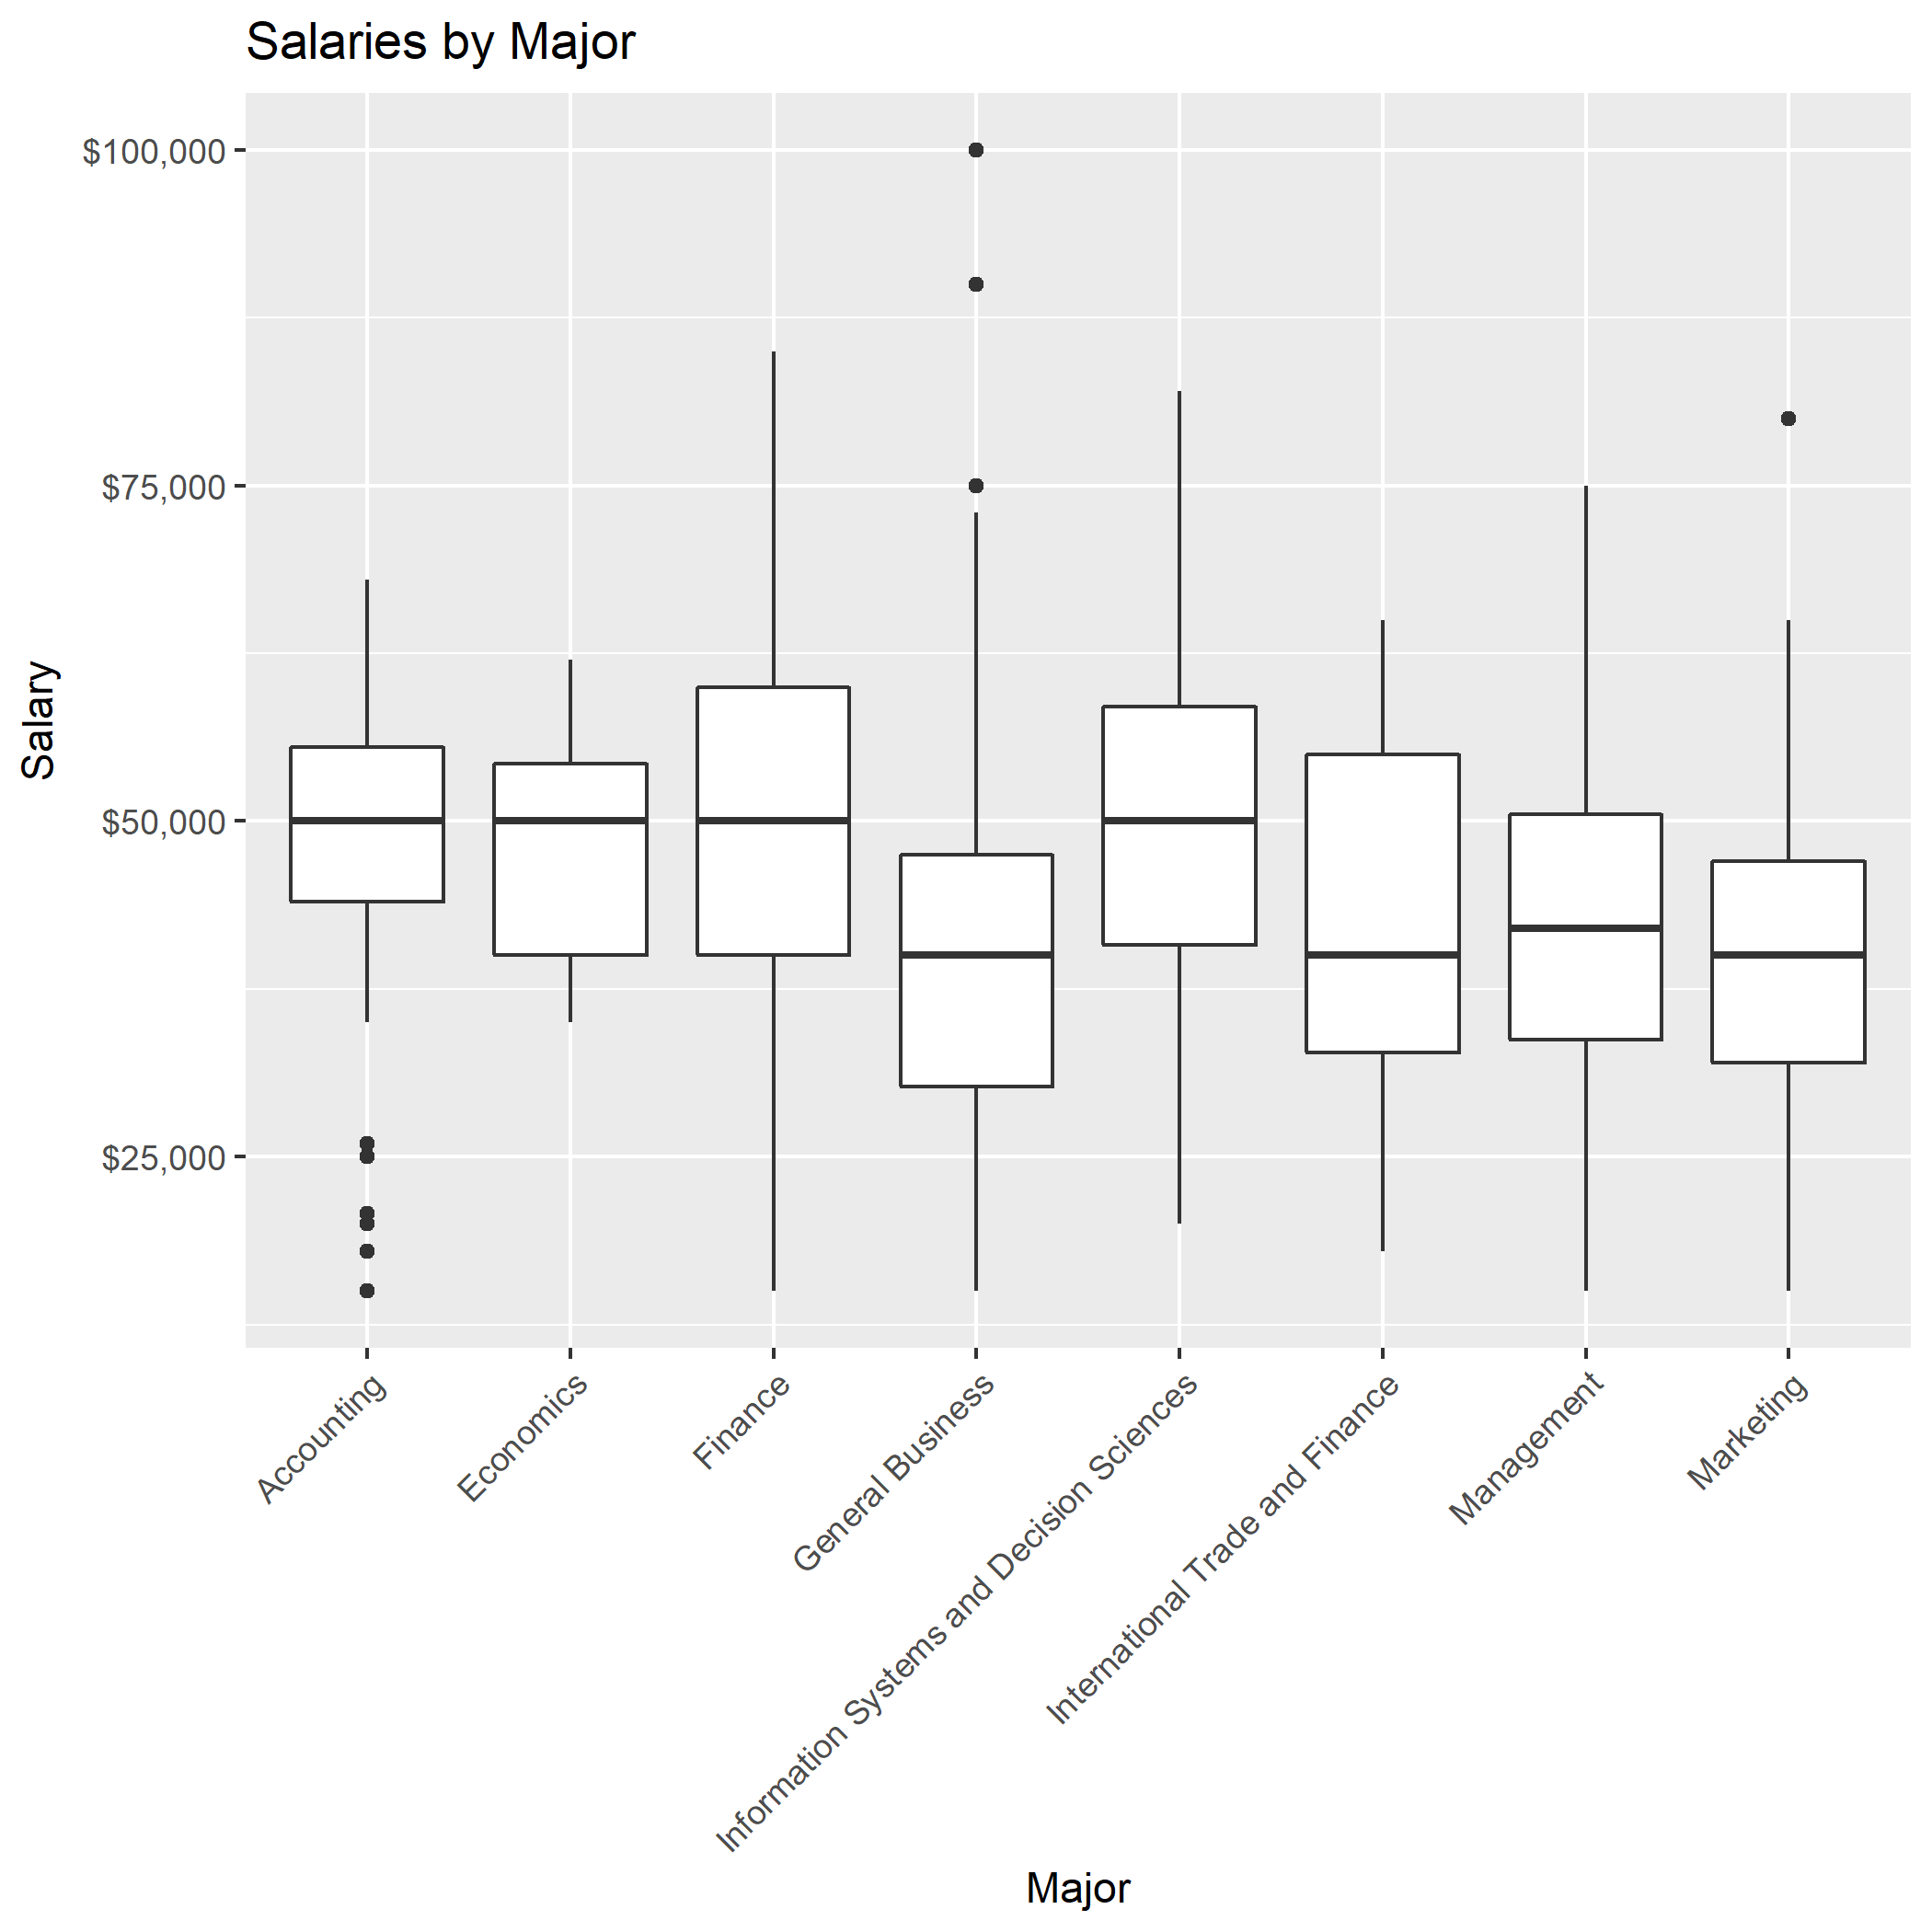 Salaries by Major
$100,000
$75,000
$50,000
$25,000
Salary
Accounting
Economics
Finance
General Business
Information Systems and Decision Sciences
International Trade and Finance
Management
Marketing
Major